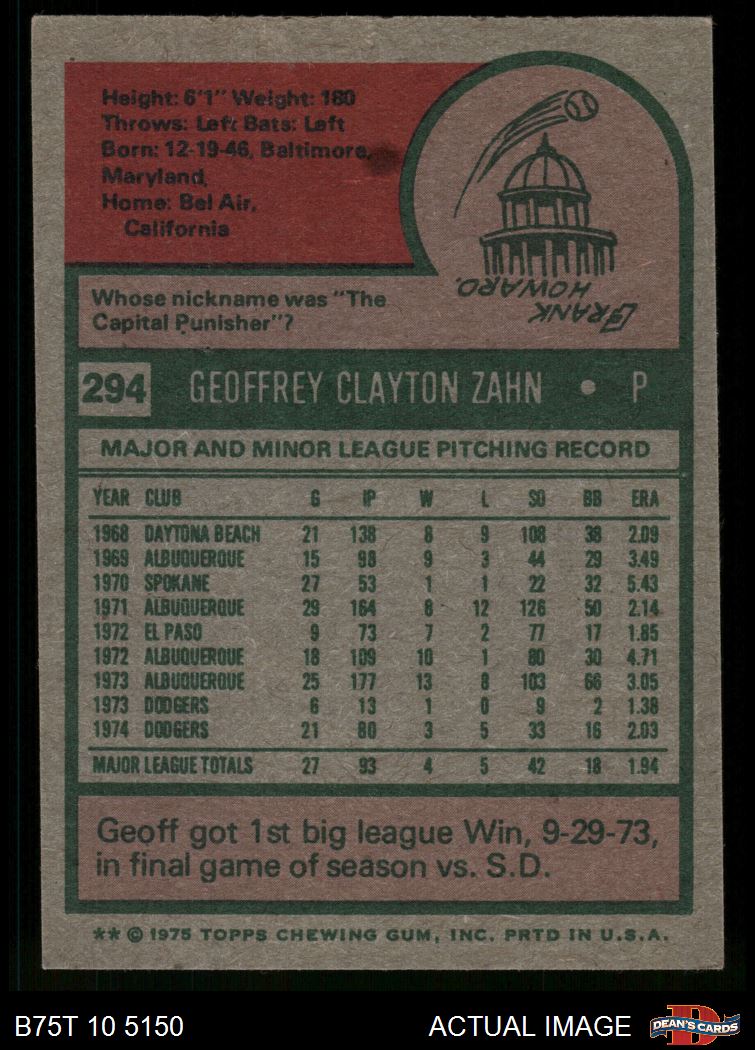 Height: 6'1" Weight: 180
Throws: Left Bats: Left
Born: 12-19-46, Baltimore,
Maryland,
Home: Bel Air,
California
FRANK
HOWARD.
Whose nickname was "The
Capital Punisher"?
294 GEOFFREY CLAYTON ZAHN • P
MAJOR AND MINOR LEAGUE PITCHING RECORD
YEAR CLUB G IP W L SO BB ERA
1968 DAYTONA BEACH 21 138 8 9 108 38 2.09
1969 ALBUQUERQUE 15 98 9 3 44 29 3.49
1970 SPOKANE 27 53 1 1 22 32 5.43
1971 ALBUQUERQUE 29 164 8 12 126 50 2.14
1972 EL PASO 9 73 7 2 77 17 1.85
1972 ALBUQUERQUE 18 109 10 1 80 30 4.71
1973 ALBUQUERQUE 25 177 13 8 103 66 3.05
1973 DODGERS 6 13 1 0 9 2 1.38
1974 DODGERS 21 80 3 5 33 16 2.03
MAJOR LEAGUE TOTALS 27 93 4 5 42 18 1.94
Geoff got 1st big league Win, 9-29-73,
in final game of season vs. S.D.
** © 1975 TOPPS CHEWING GUM, INC. PRTD IN U.S.A.
B75T 10 5150 ACTUAL IMAGE D DEAN'S CARDS